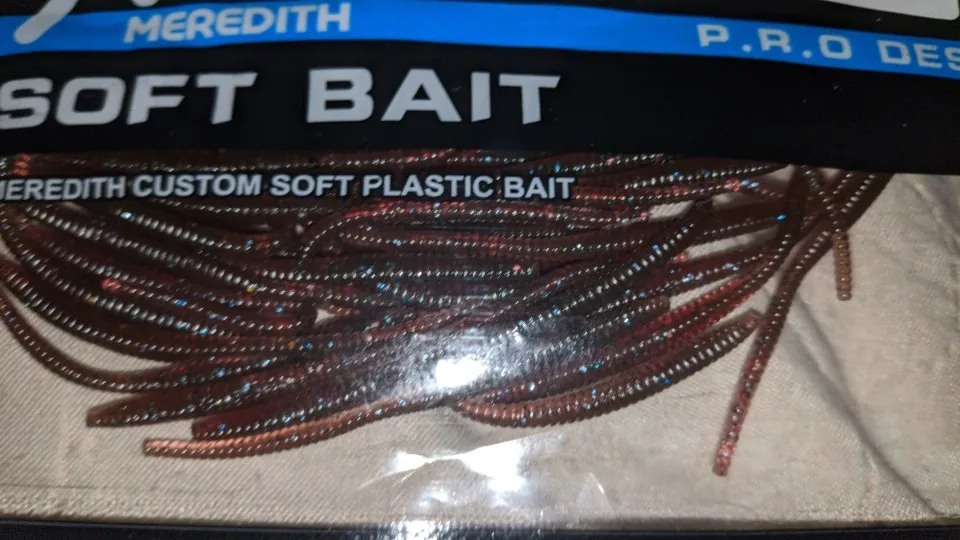 MEREDITH
P.R.O DES
SOFT BAIT
MEREDITH CUSTOM SOFT PLASTIC BAIT